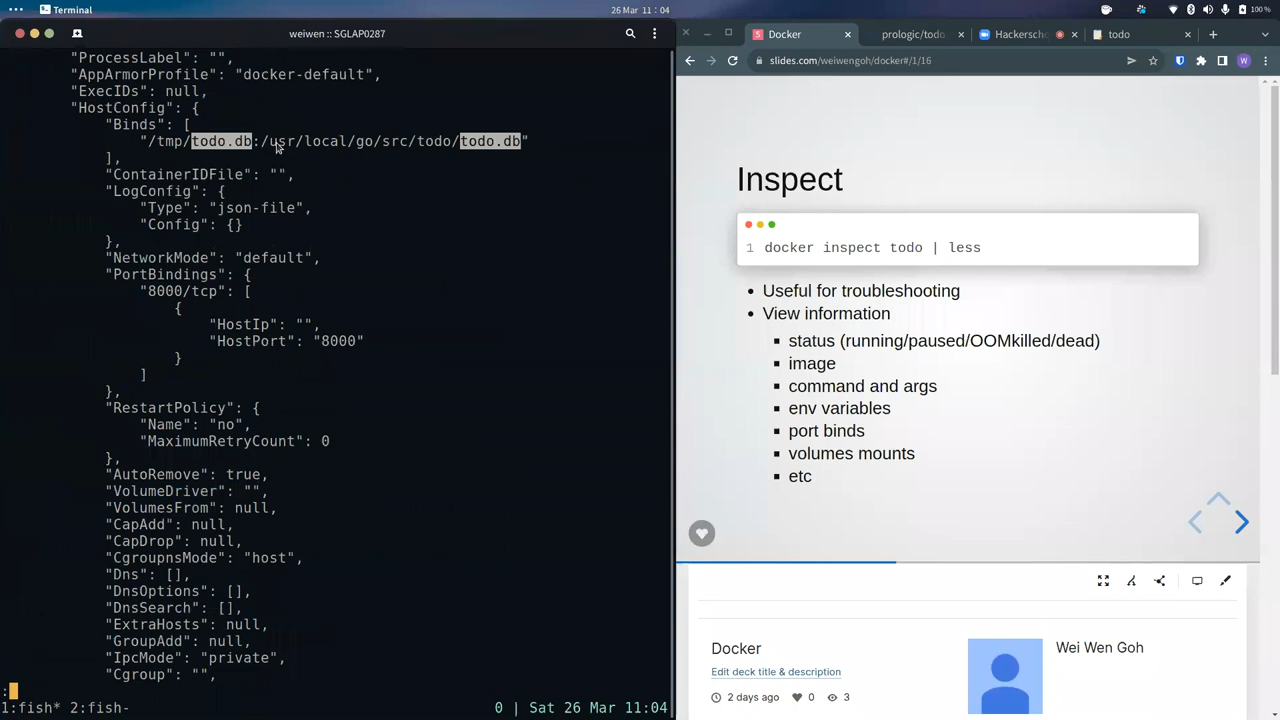 Terminal
26 Mar 11:04
100 %
weiwen :: SGLAP0287
"ProcessLabel": "",
"AppArmorProfile": "docker-default",
"ExecIDs": null,
"HostConfig": {
"Binds": [
"/tmp/todo.db:/usr/local/go/src/todo/todo.db"
],
"ContainerIDFile": "",
"LogConfig": {
"Type": "json-file",
"Config": {}
},
"NetworkMode": "default",
"PortBindings": {
"8000/tcp": [
{
"HostIp": "",
"HostPort": "8000"
}
]
},
"RestartPolicy": {
"Name": "no",
"MaximumRetryCount": 0
},
"AutoRemove": true,
"VolumeDriver": "",
"VolumesFrom": null,
"CapAdd": null,
"CapDrop": null,
"CgroupnsMode": "host",
"Dns": [],
"DnsOptions": [],
"DnsSearch": [],
"ExtraHosts": null,
"GroupAdd": null,
"IpcMode": "private",
"Cgroup": "",
:
1:fish* 2:fish-
0 | Sat 26 Mar 11:04
Docker
prologic/todo
Hackersch
todo
slides.com/weiwengoh/docker#/1/16
W
Inspect
1 docker inspect todo | less
• Useful for troubleshooting
• View information
▪ status (running/paused/OOMkilled/dead)
▪ image
▪ command and args
▪ env variables
▪ port binds
▪ volumes mounts
▪ etc
Docker
Edit deck title & description
2 days ago
0
3
Wei Wen Goh